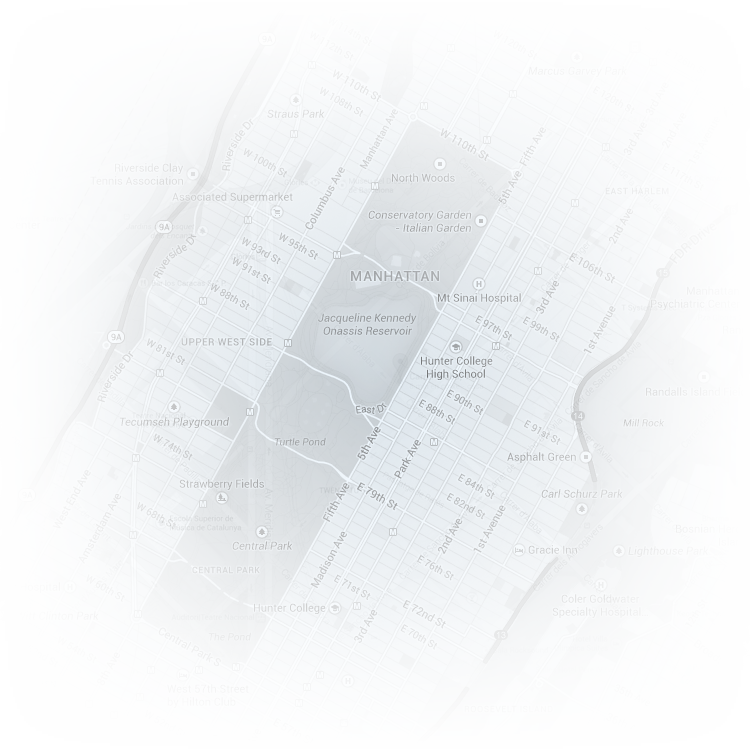 W 110th St
W 108th St
Straus Park
Riverside Dr
Manhattan Ave
W 110th St
Fifth Ave
W 100th St
Riverside Clay
Tennis Association
North Woods
5th Ave
EAST HARLEM
Associated Supermarket
Columbus Ave
Conservatory Garden
- Italian Garden
2nd Ave
9A
Riverside Dr
W 95th St
W 93rd St
W 91st St
E 106th St
MANHATTAN
3rd Ave
W 88th St
Mt Sinai Hospital
Jacqueline Kennedy
Onassis Reservoir
E 97th St
E 99th St
1st Avenue
9A
UPPER WEST SIDE
W 81st St
Hunter College
High School
Riverside Dr
East Dr
E 90th St
E 88th St
Randalls Island
Tecumseh Playground
Mill Rock
E 91st St
W 74th St
Turtle Pond
5th Ave
Park Ave
Asphalt Green
Strawberry Fields
E 84th St
E 79th St
E 82nd St
Carl Schurz Park
Fifth Ave
Amsterdam Ave
W 68th St
2nd Ave
1st Avenue
Central Park
Madison Ave
Gracie Inn
Lighthouse Park
E 76th St
CENTRAL PARK
E 71st St
Coler Goldwater
Specialty Hospital
Hunter College
E 72nd St
3rd Ave
E 70th St
The Pond
Central Park S